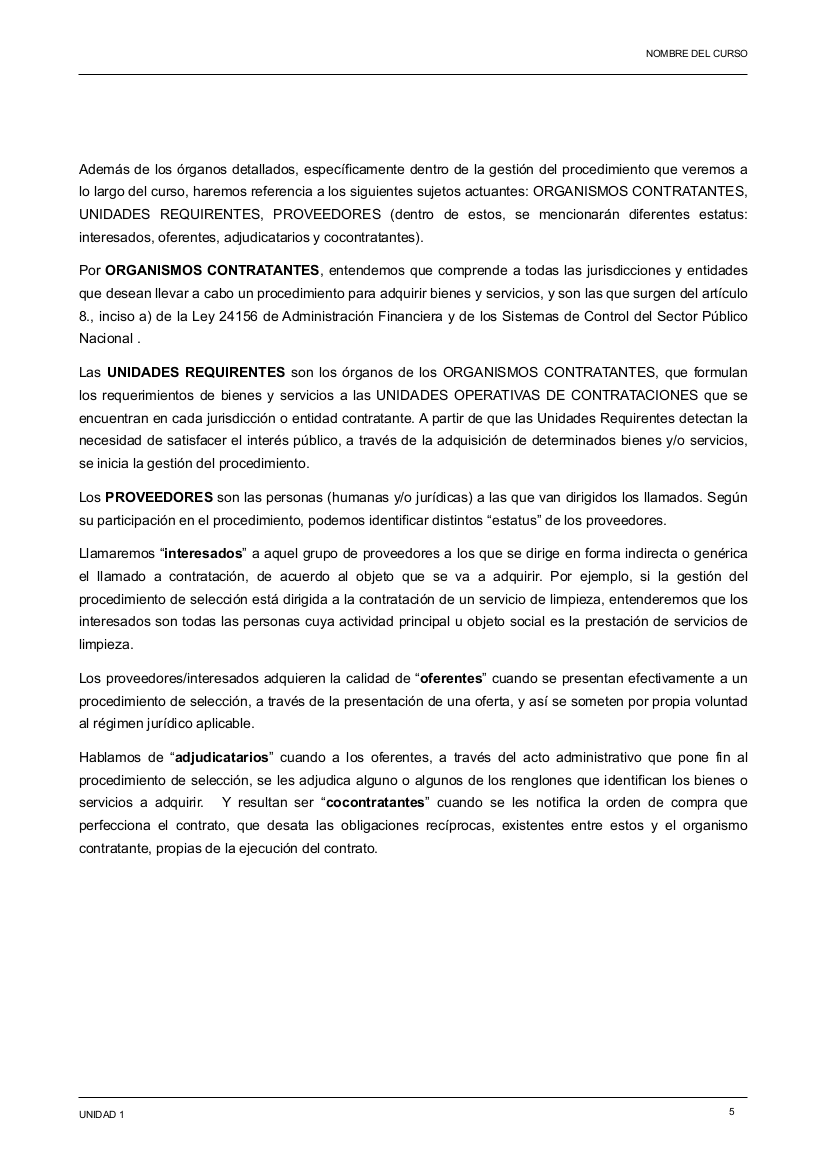 NOMBRE DEL CURSO
Además de los órganos detallados, específicamente dentro de la gestión del procedimiento que veremos a
lo largo del curso, haremos referencia a los siguientes sujetos actuantes: ORGANISMOS CONTRATANTES,
UNIDADES REQUIRENTES, PROVEEDORES (dentro de estos, se mencionarán diferentes estatus:
interesados, oferentes, adjudicatarios y cocontratantes).
Por ORGANISMOS CONTRATANTES, entendemos que comprende a todas las jurisdicciones y entidades
que desean llevar a cabo un procedimiento para adquirir bienes y servicios, y son las que surgen del artículo
8., inciso a) de la Ley 24156 de Administración Financiera y de los Sistemas de Control del Sector Público
Nacional .
Las UNIDADES REQUIRENTES son los órganos de los ORGANISMOS CONTRATANTES, que formulan
los requerimientos de bienes y servicios a las UNIDADES OPERATIVAS DE CONTRATACIONES que se
encuentran en cada jurisdicción o entidad contratante. A partir de que las Unidades Requirentes detectan la
necesidad de satisfacer el interés público, a través de la adquisición de determinados bienes y/o servicios,
se inicia la gestión del procedimiento.
Los PROVEEDORES son las personas (humanas y/o jurídicas) a las que van dirigidos los llamados. Según
su participación en el procedimiento, podemos identificar distintos “estatus” de los proveedores.
Llamaremos “interesados” a aquel grupo de proveedores a los que se dirige en forma indirecta o genérica
el llamado a contratación, de acuerdo al objeto que se va a adquirir. Por ejemplo, si la gestión del
procedimiento de selección está dirigida a la contratación de un servicio de limpieza, entenderemos que los
interesados son todas las personas cuya actividad principal u objeto social es la prestación de servicios de
limpieza.
Los proveedores/interesados adquieren la calidad de “oferentes” cuando se presentan efectivamente a un
procedimiento de selección, a través de la presentación de una oferta, y así se someten por propia voluntad
al régimen jurídico aplicable.
Hablamos de “adjudicatarios” cuando a los oferentes, a través del acto administrativo que pone fin al
procedimiento de selección, se les adjudica alguno o algunos de los renglones que identifican los bienes o
servicios a adquirir.  Y resultan ser “cocontratantes” cuando se les notifica la orden de compra que
perfecciona el contrato, que desata las obligaciones recíprocas, existentes entre estos y el organismo
contratante, propias de la ejecución del contrato.
UNIDAD 1
5